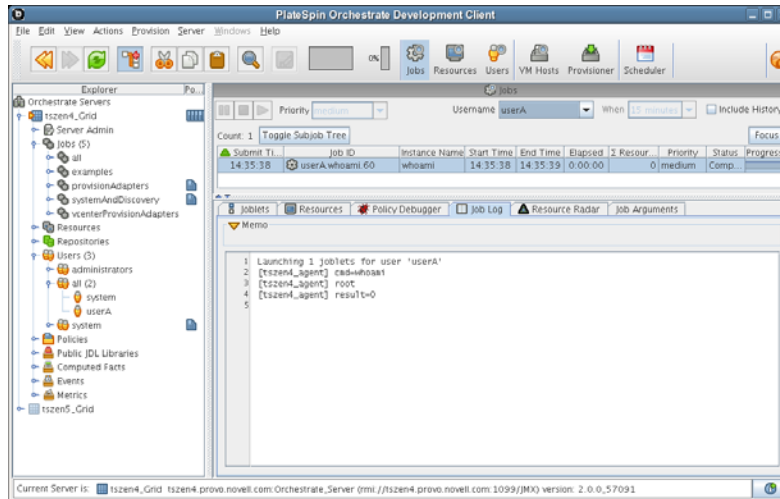 PlateSpin Orchestrate Development Client
File Edit View Actions Provision Server Windows Help
0%
Jobs Resources Users VM Hosts Provisioner Scheduler
Explorer Po...
Orchestrate Servers
tszen4_Grid
Server Admin
Jobs (5)
all
examples
provisionAdapters
systemAndDiscovery
vcenterProvisionAdapters
Resources
Repositories
Users (3)
administrators
all (2)
system
userA
system
Policies
Public JDL Libraries
Computed Facts
Events
Metrics
tszen5_Grid
Jobs
Priority medium Username userA When 15 minutes Include History
Count: 1 Toggle Subjob Tree Focus
Submit Ti... Job ID Instance Name Start Time End Time Elapsed Σ Resour... Priority Status Progres
14:35:38 userA.whoami.60 whoami 14:35:38 14:35:39 0:00:00 0 medium Comp...
Joblets Resources Policy Debugger Job Log Resource Radar Job Arguments
Memo
1 Launching 1 joblets for user 'userA'
2 [tszen4_agent] cmd=whoami
3 [tszen4_agent] root
4 [tszen4_agent] result=0
5
Current Server is: tszen4_Grid tszen4.provo.novell.com:Orchestrate_Server (rmi://tszen4.provo.novell.com:1099/JMX) version: 2.0.0_57091